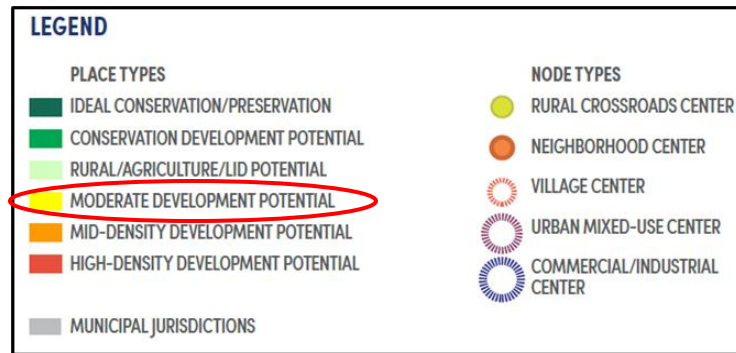 LEGEND
PLACE TYPES
IDEAL CONSERVATION/PRESERVATION
CONSERVATION DEVELOPMENT POTENTIAL
RURAL/AGRICULTURE/LID POTENTIAL
MODERATE DEVELOPMENT POTENTIAL
MID-DENSITY DEVELOPMENT POTENTIAL
HIGH-DENSITY DEVELOPMENT POTENTIAL
MUNICIPAL JURISDICTIONS
NODE TYPES
RURAL CROSSROADS CENTER
NEIGHBORHOOD CENTER
VILLAGE CENTER
URBAN MIXED-USE CENTER
COMMERCIAL/INDUSTRIAL
CENTER